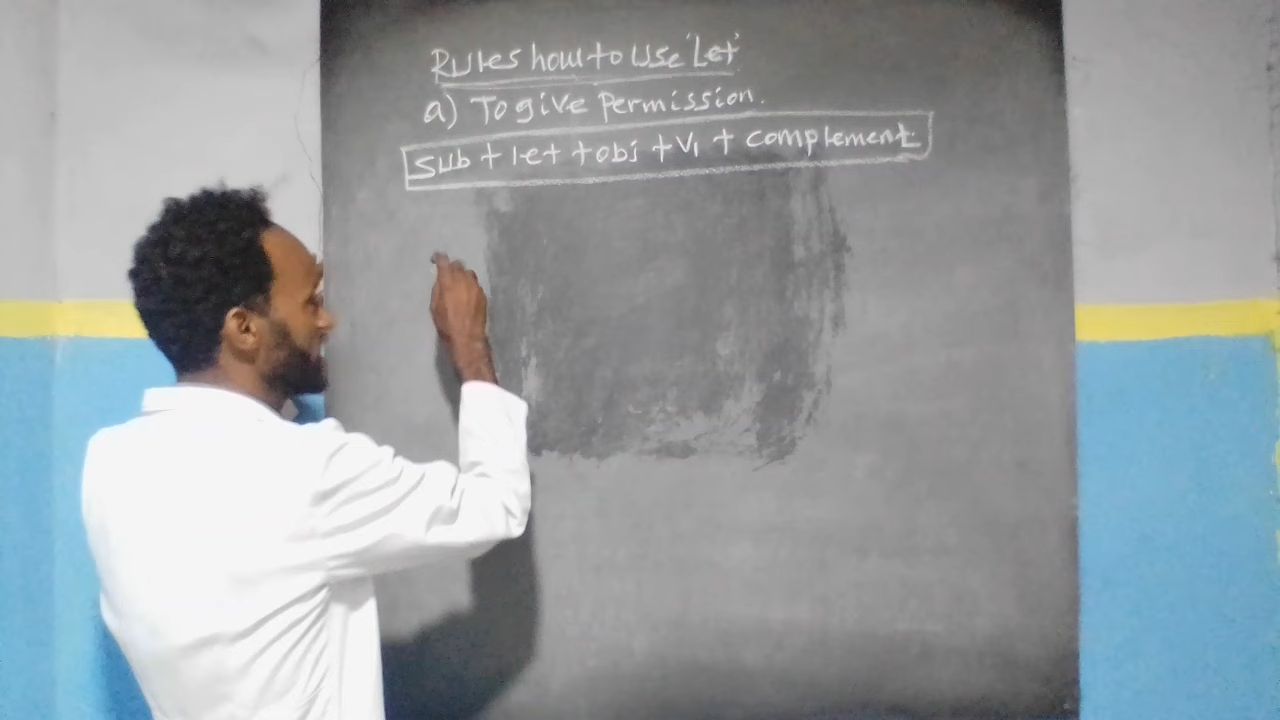 Rules how to use 'Let'
a) To give Permission.
Sub + let + obj + V₁ + complement.